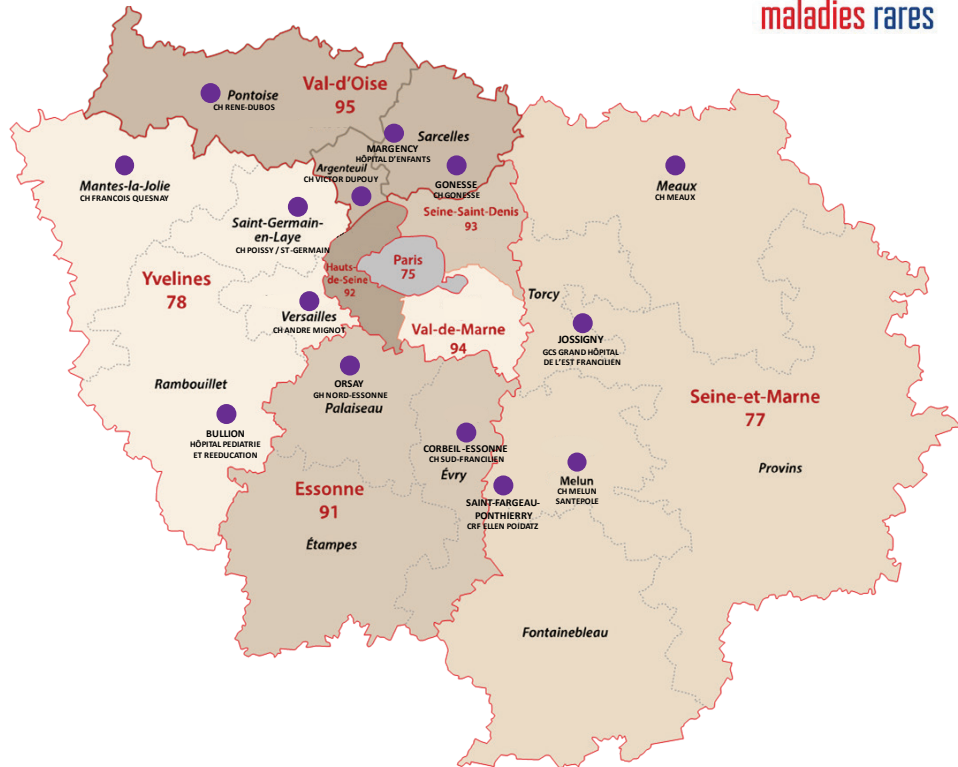 maladies rares
Val-d'Oise
95
Pontoise
CH RENE-DUBOS
Sarcelles
MARGENCY
HÔPITAL D'ENFANTS
Argenteuil
CH VICTOR DUPOUY
GONESSE
CH GONESSE
Mantes-la-Jolie
CH FRANCOIS QUESNAY
Meaux
CH MEAUX
Saint-Germain-
en-Laye
CH POISSY / ST-GERMAIN
Seine-Saint-Denis
93
Hauts-
de-Seine
92
Paris
75
Yvelines
78
Versailles
CH ANDRE MIGNOT
Val-de-Marne
94
Torcy
JOSSIGNY
GCS GRAND HÔPITAL
DE L'EST FRANCILIEN
Rambouillet
ORSAY
GH NORD-ESSONNE
Palaiseau
BULLION
HÔPITAL PEDIATRIE
ET REEDUCATION
Seine-et-Marne
77
CORBEIL-ESSONNE
CH SUD-FRANCILIEN
Évry
Provins
Essonne
91
Melun
CH MELUN
SANTEPOLE
SAINT-FARGEAU-
PONTHIERRY
CRF ELLEN POIDATZ
Étampes
Fontainebleau